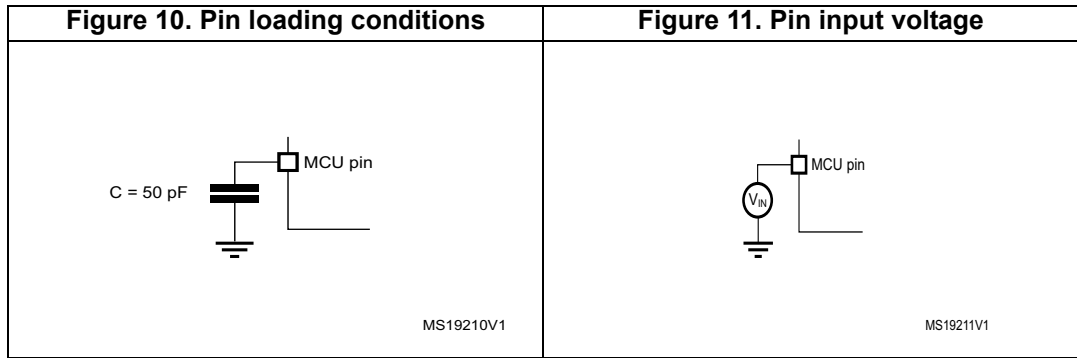 Figure 10. Pin loading conditions
Figure 11. Pin input voltage
MCU pin
C = 50 pF
MS19210V1
MCU pin
VIN
MS19211V1